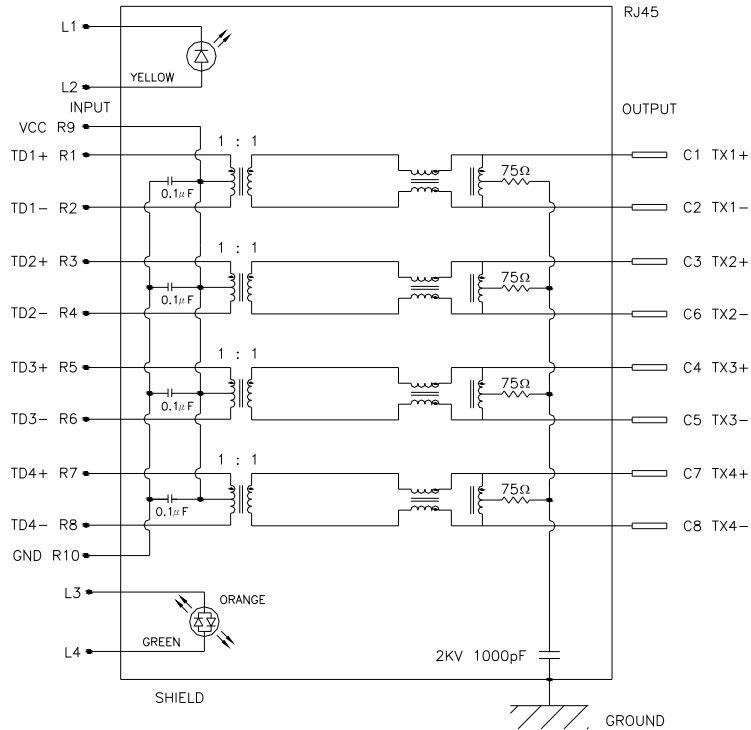 RJ45
L1
L2
YELLOW
INPUT
OUTPUT
VCC R9
1 : 1
TD1+ R1
75Ω
C1 TX1+
0.1μF
TD1- R2
C2 TX1-
1 : 1
TD2+ R3
75Ω
C3 TX2+
0.1μF
TD2- R4
C6 TX2-
1 : 1
TD3+ R5
75Ω
C4 TX3+
0.1μF
TD3- R6
C5 TX3-
1 : 1
TD4+ R7
75Ω
C7 TX4+
0.1μF
TD4- R8
C8 TX4-
GND R10
L3
ORANGE
GREEN
L4
2KV 1000pF
SHIELD
GROUND